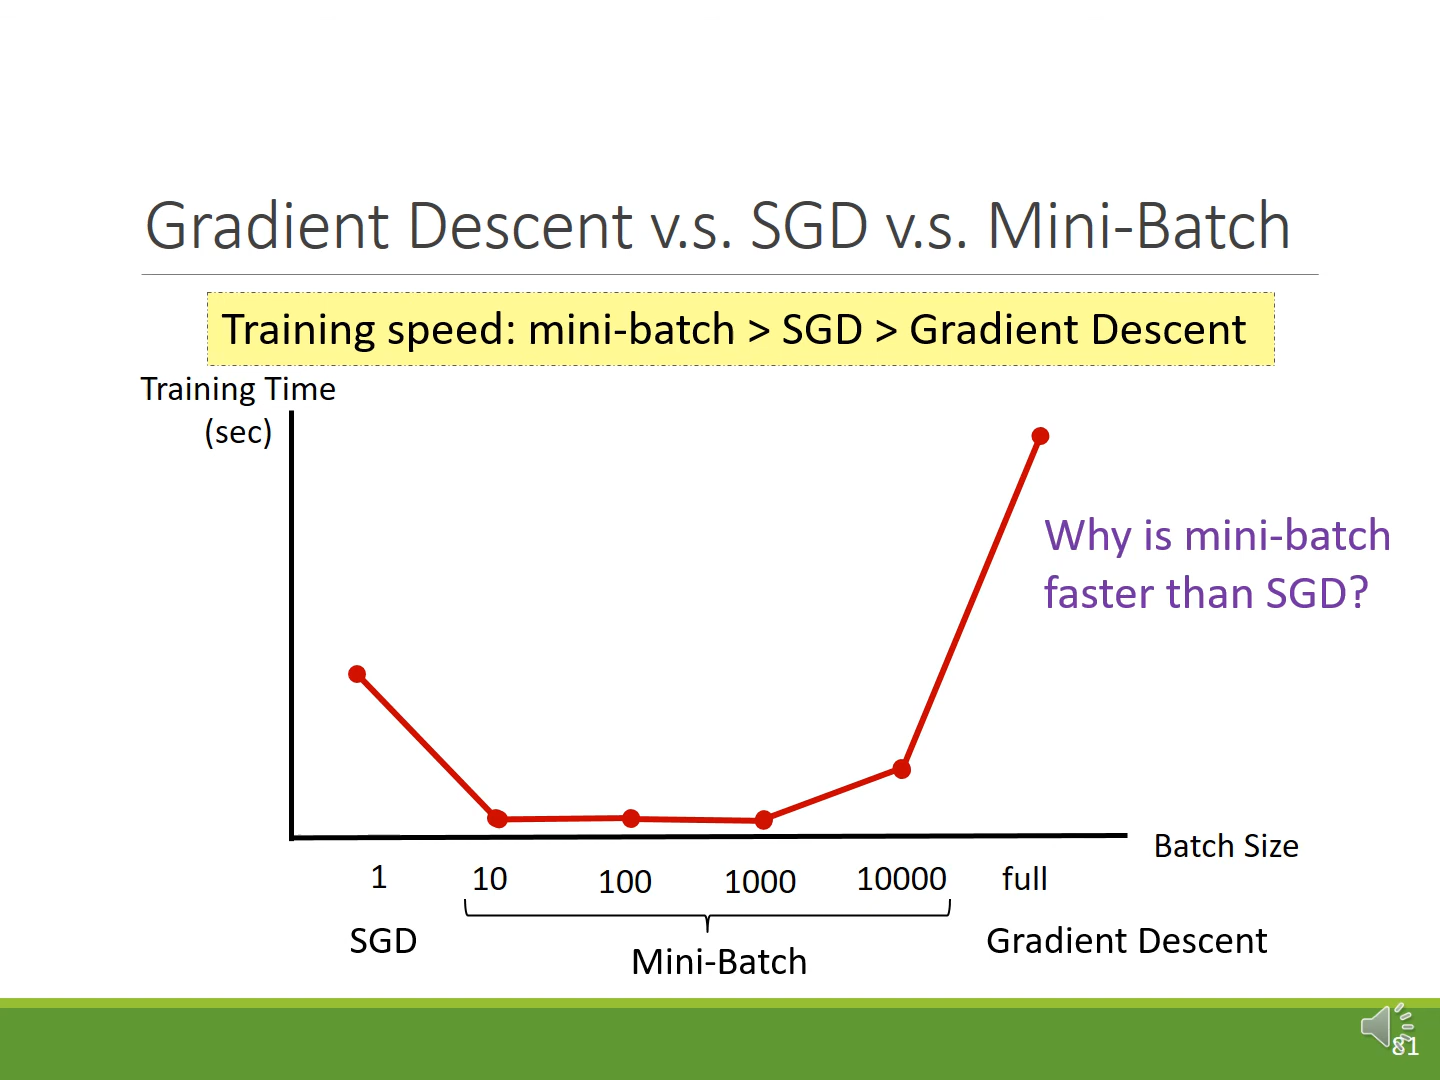 Gradient Descent v.s. SGD v.s. Mini-Batch
Training speed: mini-batch > SGD > Gradient Descent
Training Time
(sec)
Why is mini-batch
faster than SGD?
Batch Size
1 10 100 1000 10000 full
SGD Mini-Batch Gradient Descent
81